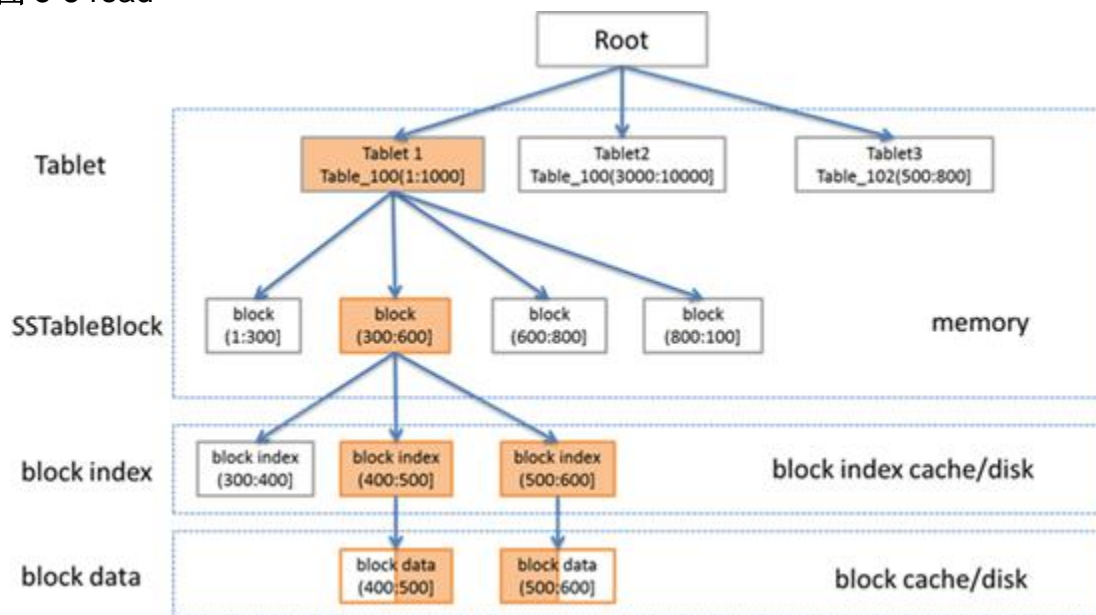 Root
Tablet
Tablet 1
Table_100(1:1000]
Tablet2
Table_100(3000:10000]
Tablet3
Table_102(500:800]
SSTableBlock
block
(1:300]
block
(300:600]
block
(600:800]
block
(800:100]
memory
block index
block index
(300:400]
block index
(400:500]
block index
(500:600]
block index cache/disk
block data
block data
(400:500]
block data
(500:600]
block cache/disk